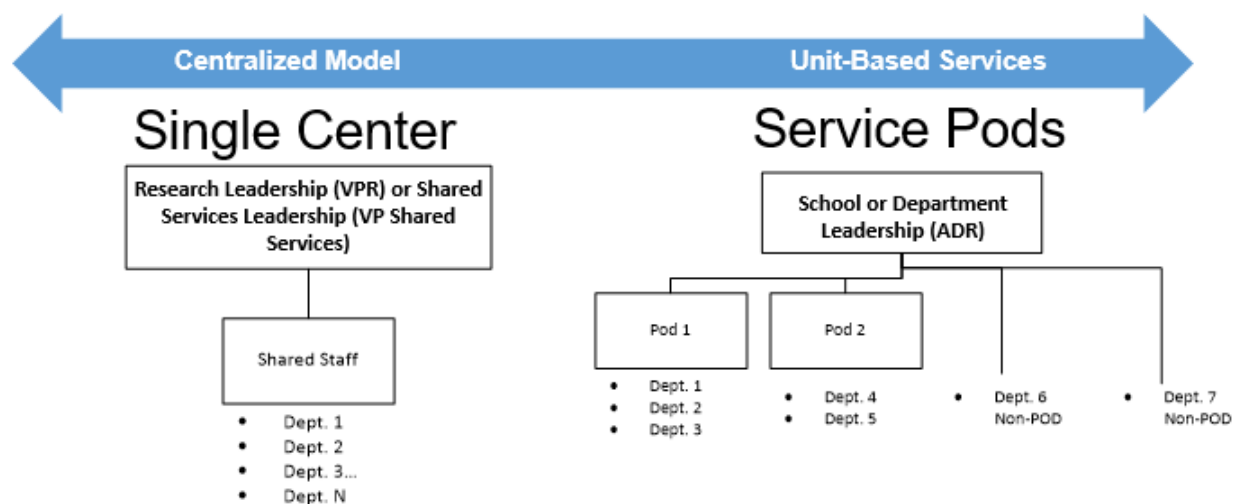 Centralized Model
Unit-Based Services
Single Center
Service Pods
Research Leadership (VPR) or Shared
Services Leadership (VP Shared
Services)
School or Department
Leadership (ADR)
Shared Staff
• Dept. 1
• Dept. 2
• Dept. 3...
• Dept. N
Pod 1
• Dept. 1
• Dept. 2
• Dept. 3
Pod 2
• Dept. 4
• Dept. 5
• Dept. 6
Non-POD
• Dept. 7
Non-POD